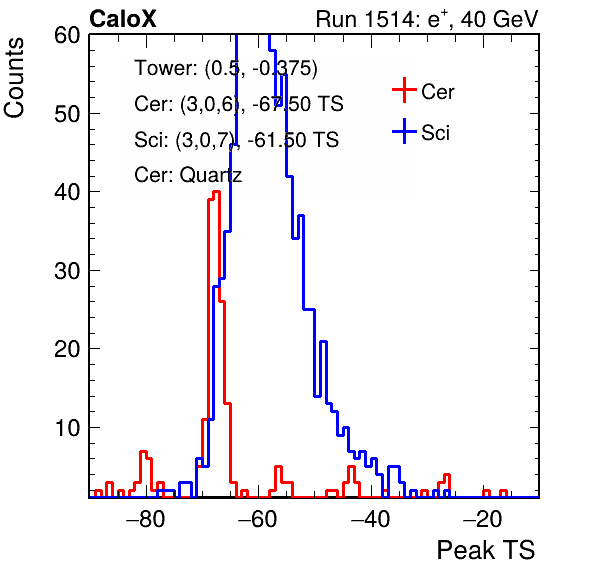 CaloX Run 1514: e⁺, 40 GeV
Counts
60
50
40
30
20
10
Tower: (0.5, -0.375)
Cer: (3,0,6), -67.50 TS
Sci: (3,0,7), -61.50 TS
Cer: Quartz
Cer
Sci
−80 −60 −40 −20
Peak TS